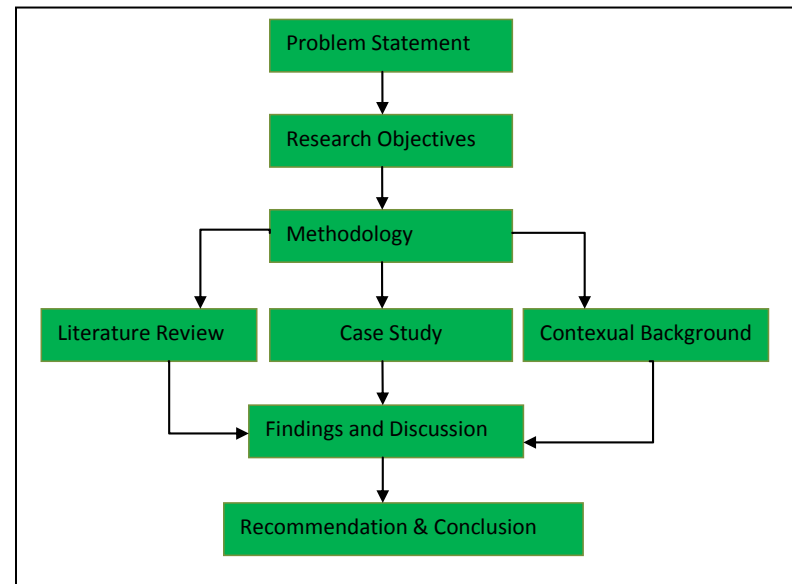 Problem Statement
Research Objectives
Methodology
Literature Review
Case Study
Contexual Background
Findings and Discussion
Recommendation & Conclusion